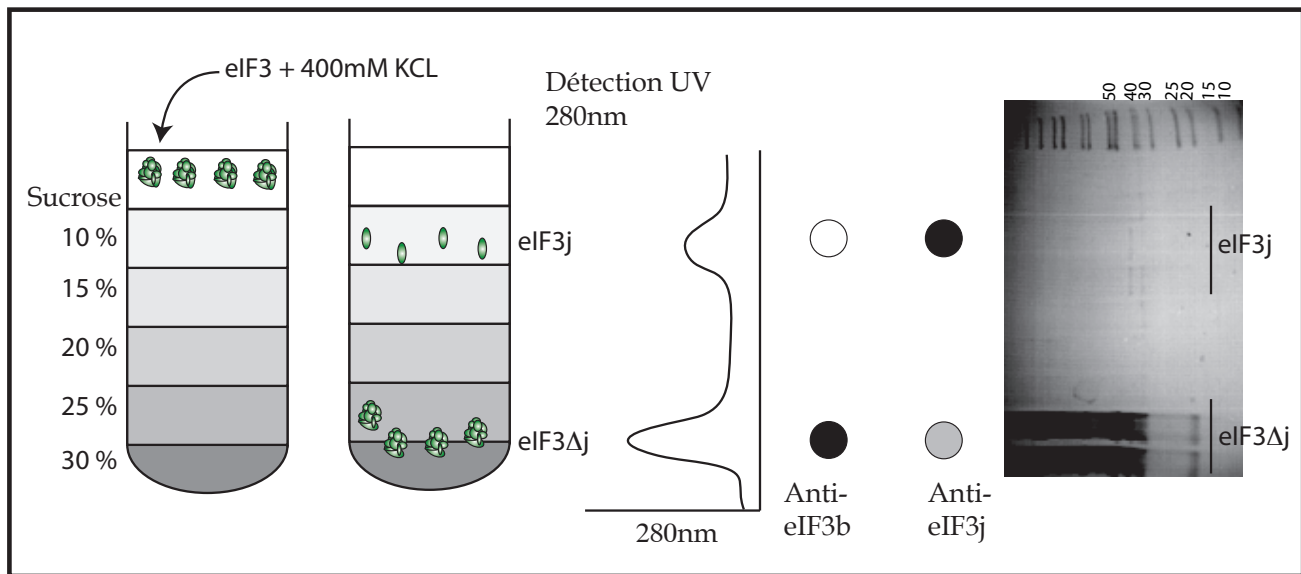 eIF3 + 400mM KCL
Détection UV
280nm
Sucrose
10 %
15 %
20 %
25 %
30 %
eIF3j
eIF3Δj
280nm
Anti-
eIF3b
Anti-
eIF3j
50
40
30
25
20
15
10
eIF3j
eIF3Δj